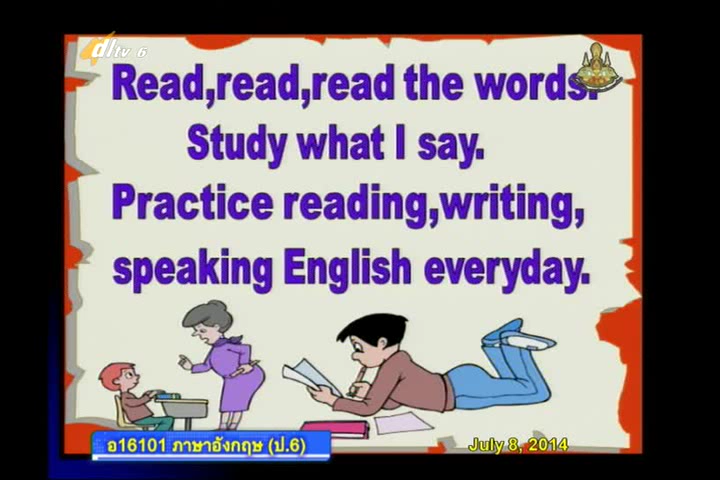 dltv 6
Read,read,read the words.
Study what I say.
Practice reading,writing,
speaking English everyday.
อ16101 ภาษาอังกฤษ (ป.6)
July 8, 2014